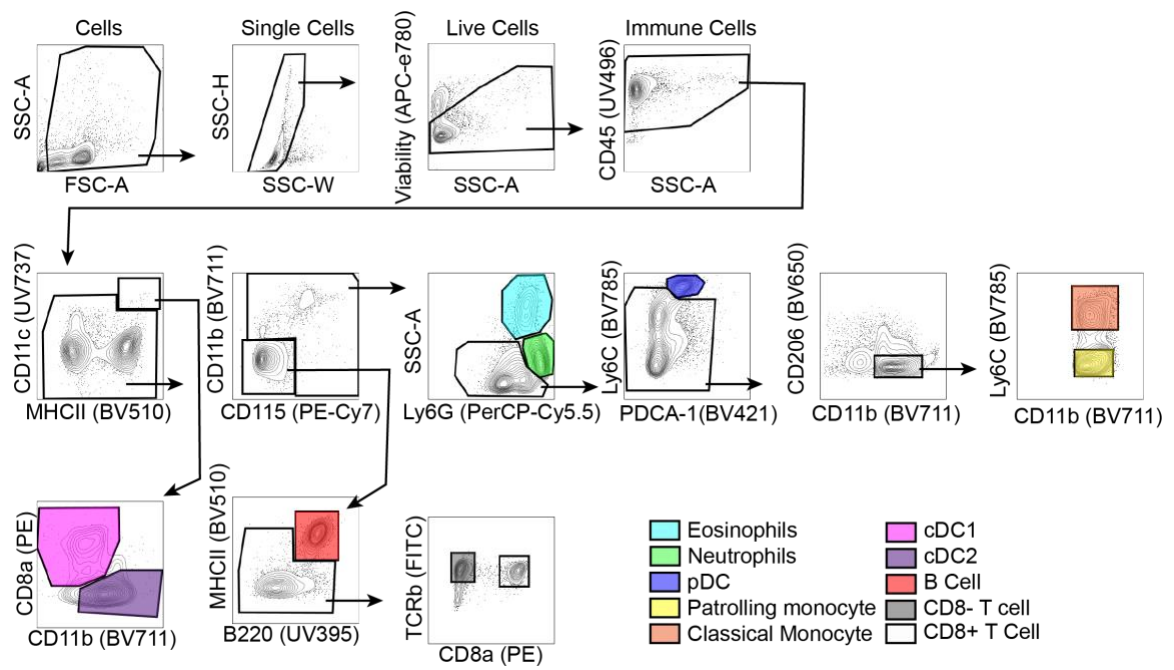 Cells
Single Cells
Live Cells
Immune Cells
SSC-A
FSC-A
SSC-H
SSC-W
Viability (APC-e780)
SSC-A
CD45 (UV496)
SSC-A
CD11c (UV737)
MHCII (BV510)
CD11b (BV711)
CD115 (PE-Cy7)
SSC-A
Ly6G (PerCP-Cy5.5)
Ly6C (BV785)
PDCA-1(BV421)
CD206 (BV650)
CD11b (BV711)
Ly6C (BV785)
CD11b (BV711)
CD8a (PE)
CD11b (BV711)
MHCII (BV510)
B220 (UV395)
TCRb (FITC)
CD8a (PE)
Eosinophils
Neutrophils
pDC
Patrolling monocyte
Classical Monocyte
cDC1
cDC2
B Cell
CD8- T cell
CD8+ T Cell